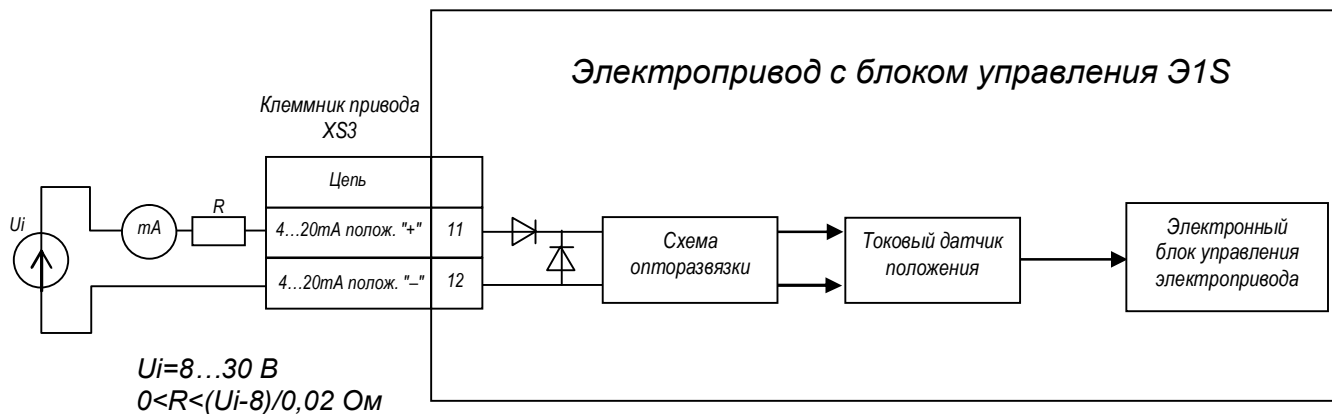 Электропривод с блоком управления Э1S
Клеммник привода
XS3
Цепь
Ui
mA
R
4...20mA полож. "+"
11
4...20mA полож. "–"
12
Схема
опторазвязки
Токовый датчик
положения
Электронный
блок управления
электропривода
Ui=8...30 В
0<R<(Ui-8)/0,02 Ом